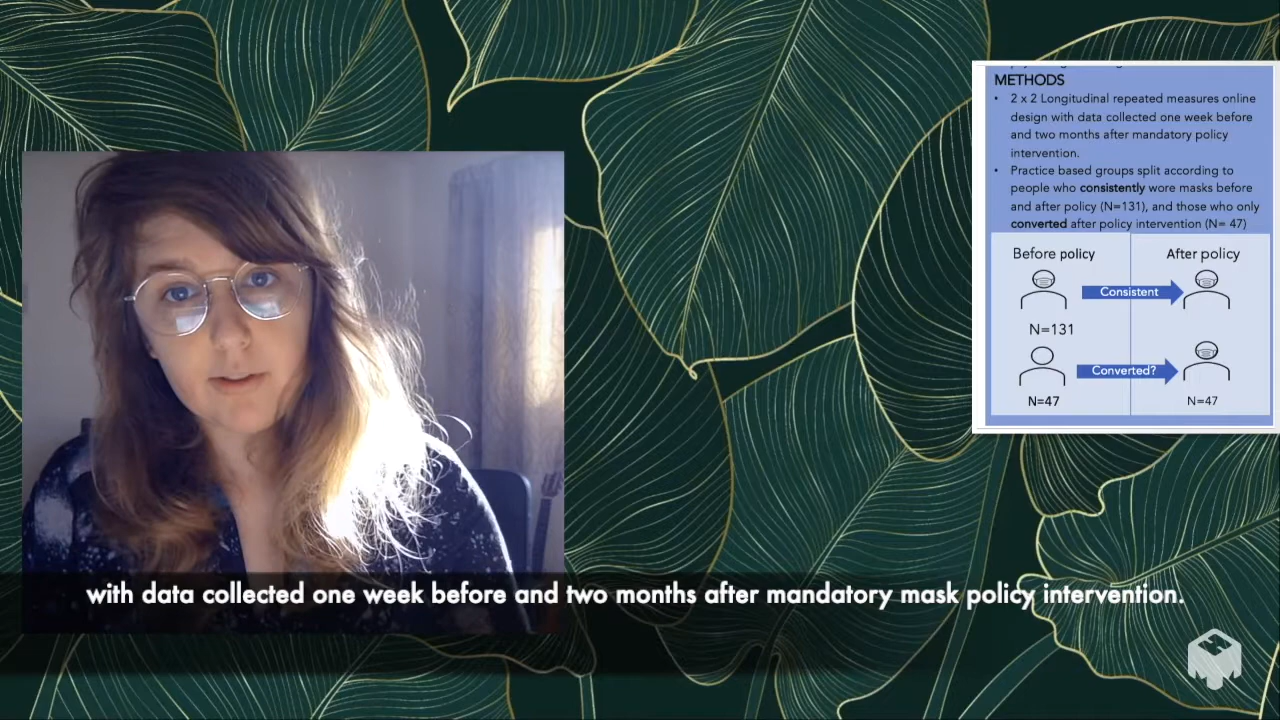 METHODS
• 2 x 2 Longitudinal repeated measures online
design with data collected one week before
and two months after mandatory policy
intervention.
• Practice based groups split according to
people who consistently wore masks before
and after policy (N=131), and those who only
converted after policy intervention (N= 47)
Before policy
After policy
Consistent
N=131
Converted?
N=47
N=47
with data collected one week before and two months after mandatory mask policy intervention.